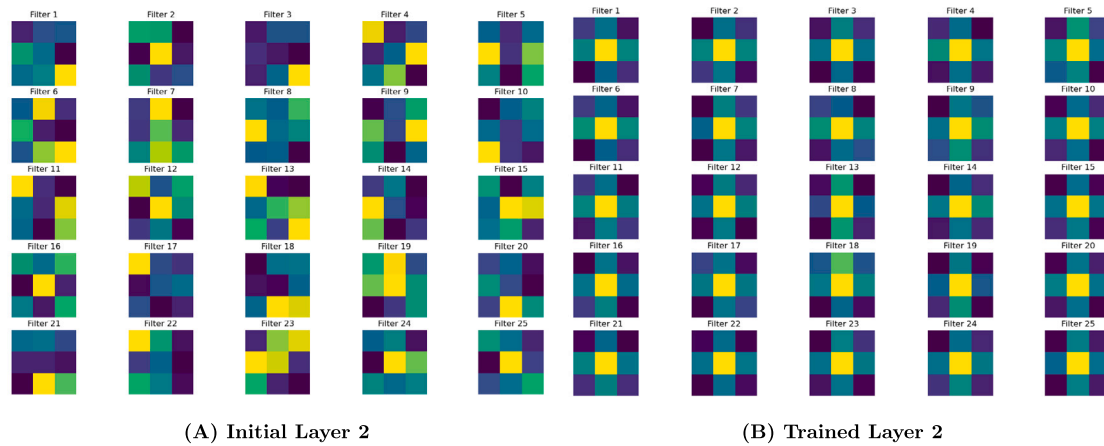 Filter 1 Filter 2 Filter 3 Filter 4 Filter 5 Filter 1 Filter 2 Filter 3 Filter 4 Filter 5
Filter 6 Filter 7 Filter 8 Filter 9 Filter 10 Filter 6 Filter 7 Filter 8 Filter 9 Filter 10
Filter 11 Filter 12 Filter 13 Filter 14 Filter 15 Filter 11 Filter 12 Filter 13 Filter 14 Filter 15
Filter 16 Filter 17 Filter 18 Filter 19 Filter 20 Filter 16 Filter 17 Filter 18 Filter 19 Filter 20
Filter 21 Filter 22 Filter 23 Filter 24 Filter 25 Filter 21 Filter 22 Filter 23 Filter 24 Filter 25
(A) Initial Layer 2 (B) Trained Layer 2